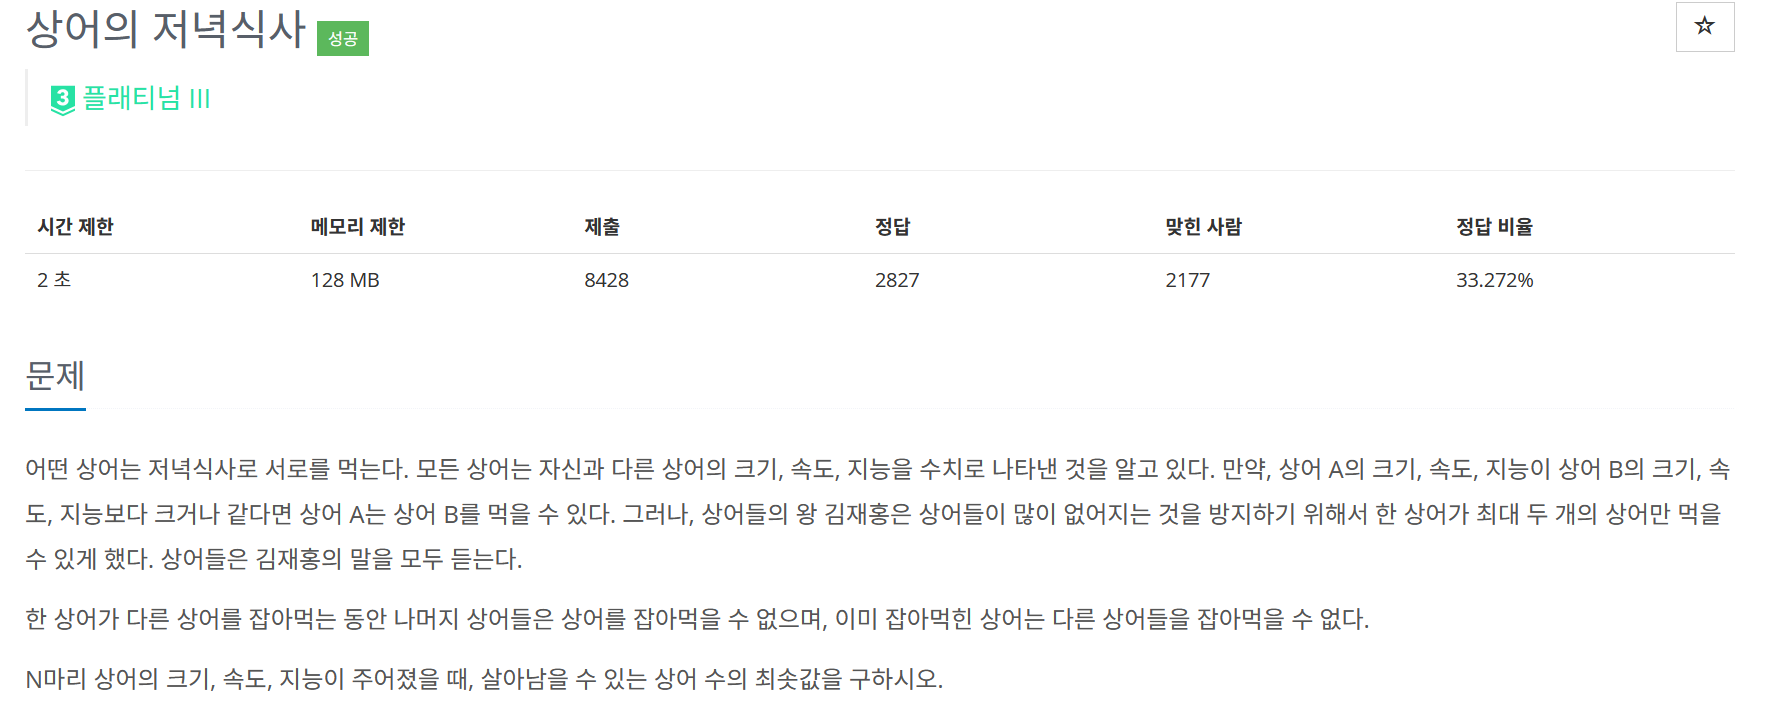 상어의 저녁식사 성공
☆
3 플래티넘 III
시간 제한 메모리 제한 제출 정답 맞힌 사람 정답 비율
2 초 128 MB 8428 2827 2177 33.272%
문제
어떤 상어는 저녁식사로 서로를 먹는다. 모든 상어는 자신과 다른 상어의 크기, 속도, 지능을 수치로 나타낸 것을 알고 있다. 만약, 상어 A의 크기, 속도, 지능이 상어 B의 크기, 속
도, 지능보다 크거나 같다면 상어 A는 상어 B를 먹을 수 있다. 그러나, 상어들의 왕 김재홍은 상어들이 많이 없어지는 것을 방지하기 위해서 한 상어가 최대 두 개의 상어만 먹을
수 있게 했다. 상어들은 김재홍의 말을 모두 듣는다.
한 상어가 다른 상어를 잡아먹는 동안 나머지 상어들은 상어를 잡아먹을 수 없으며, 이미 잡아먹힌 상어는 다른 상어들을 잡아먹을 수 없다.
N마리 상어의 크기, 속도, 지능이 주어졌을 때, 살아남을 수 있는 상어 수의 최솟값을 구하시오.